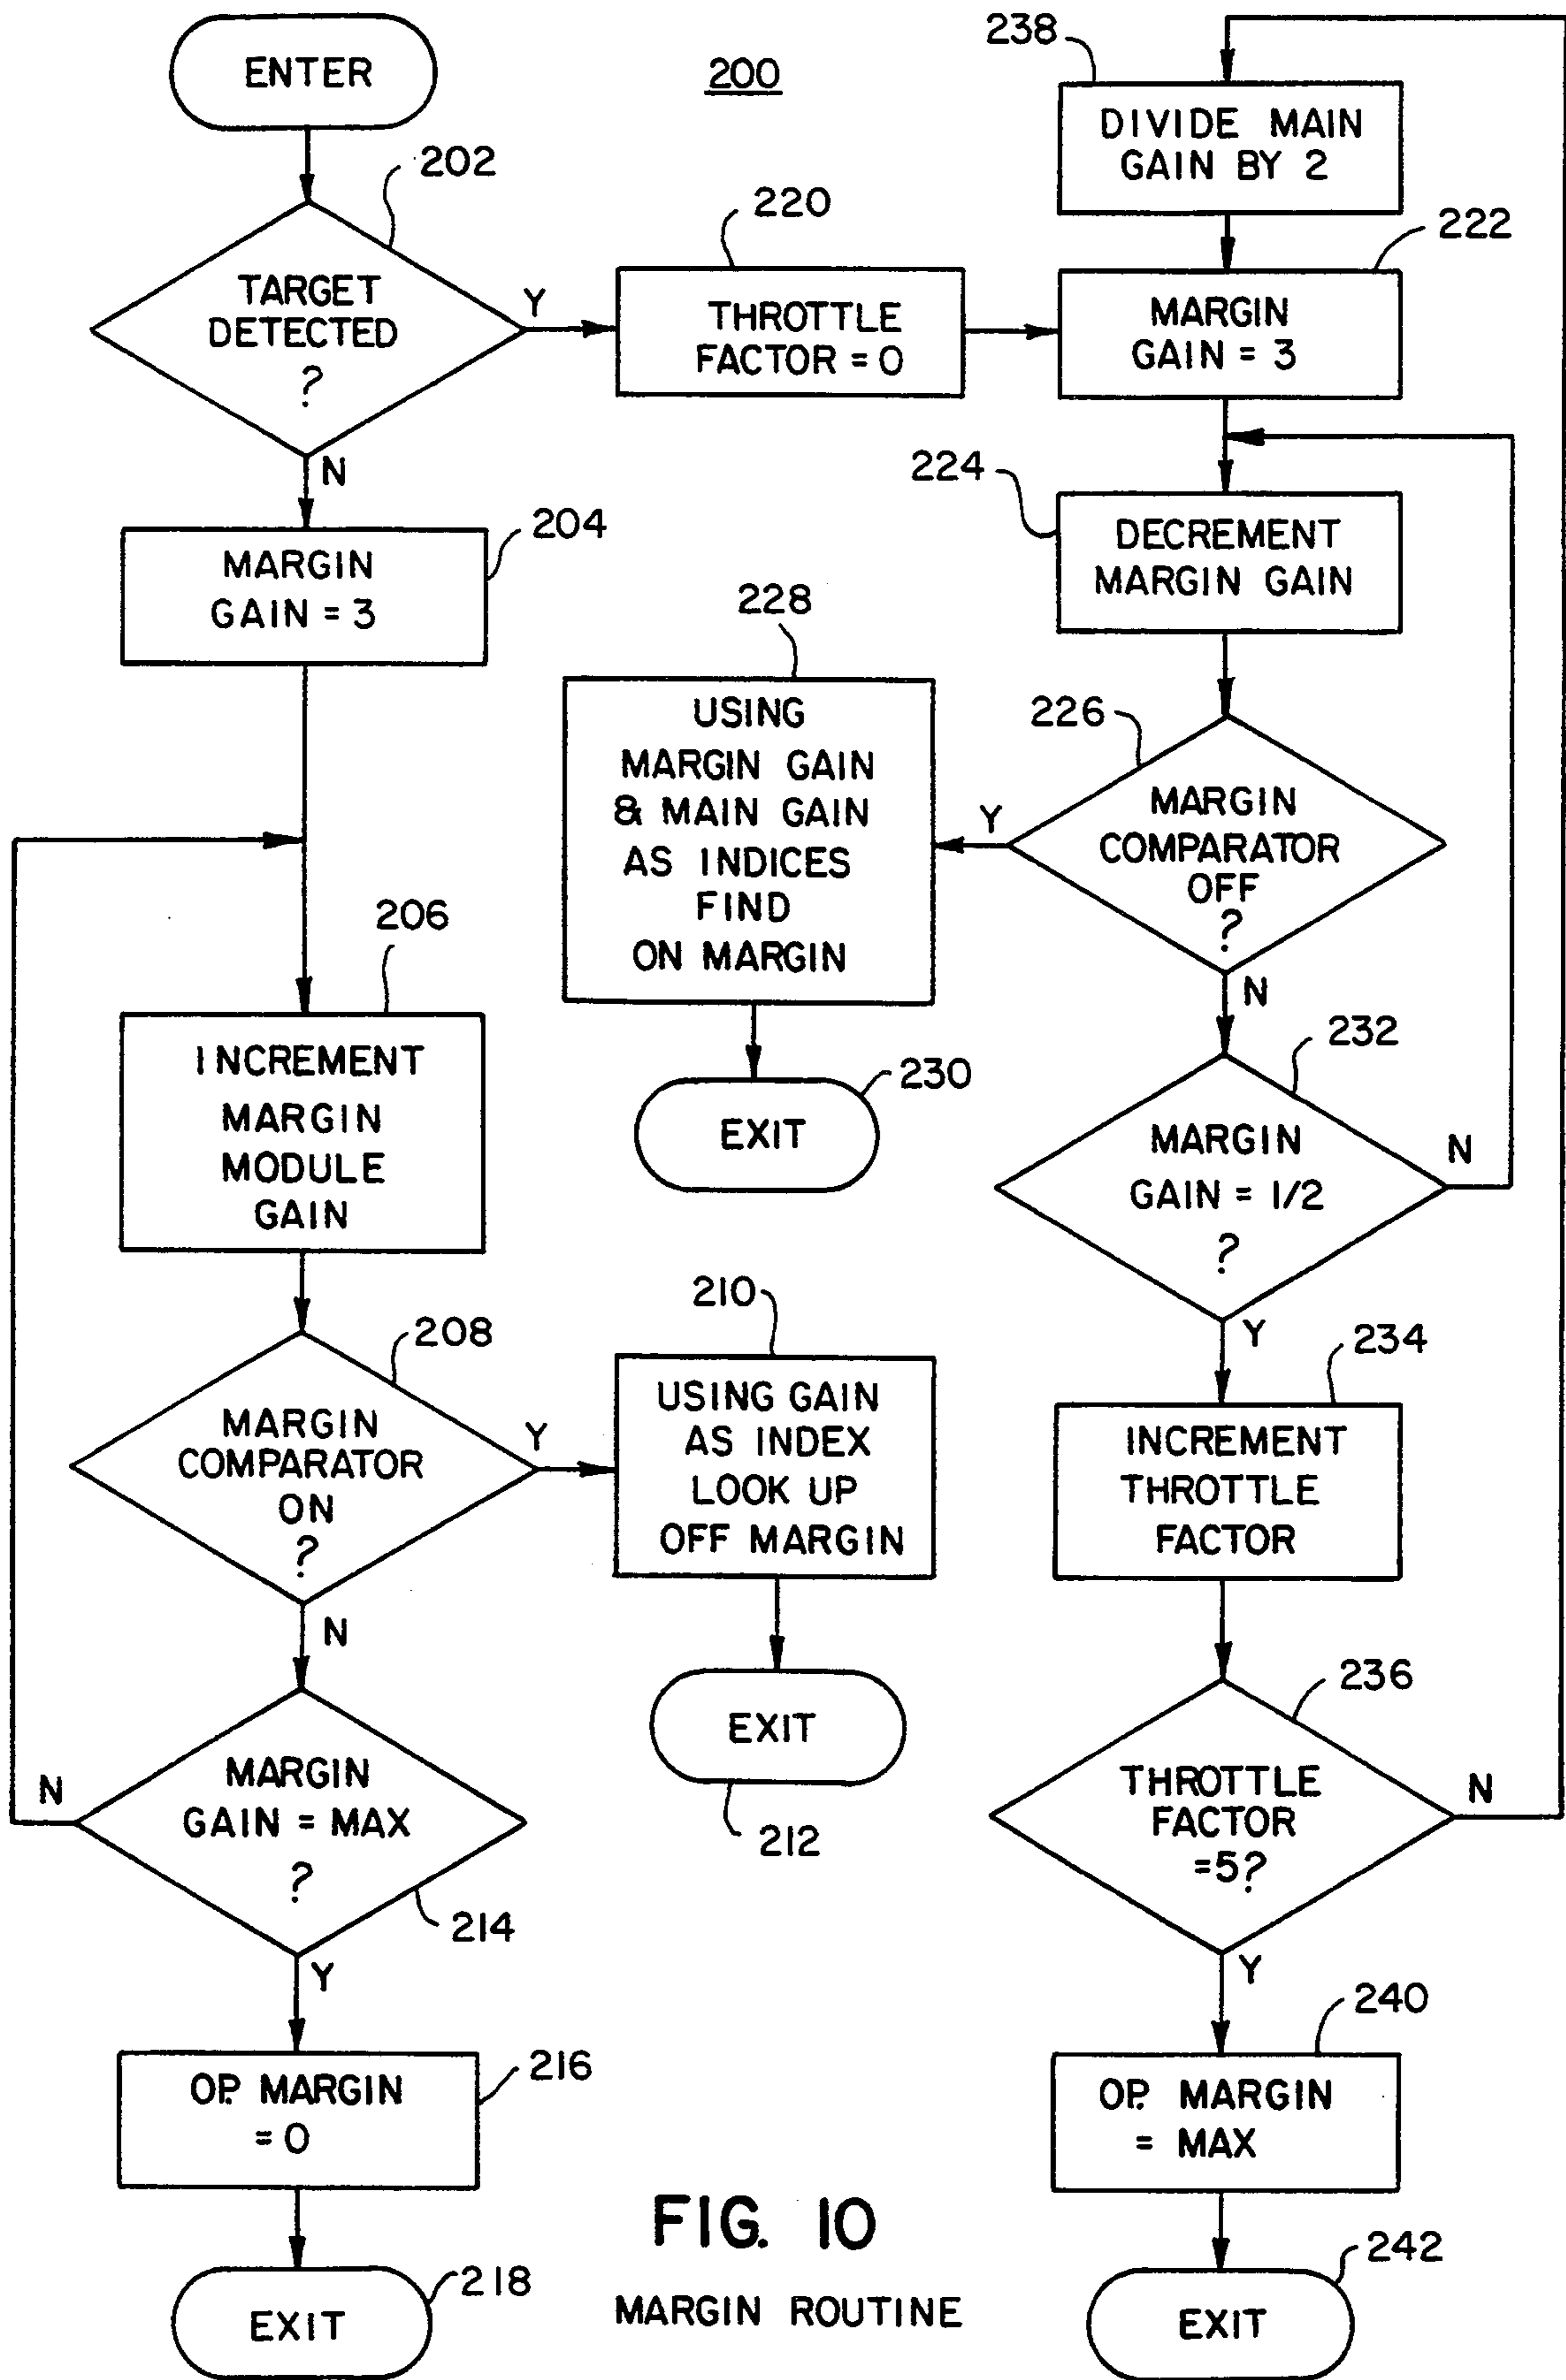 ENTER
200
202
TARGET
DETECTED
?
Y
N
220
THROTTLE
FACTOR = 0
238
DIVIDE MAIN
GAIN BY 2
222
MARGIN
GAIN = 3
204
MARGIN
GAIN = 3
224
DECREMENT
MARGIN GAIN
206
INCREMENT
MARGIN
MODULE
GAIN
228
USING
MARGIN GAIN
& MAIN GAIN
AS INDICES
FIND
ON MARGIN
230
EXIT
226
MARGIN
COMPARATOR
OFF
?
Y
N
232
MARGIN
GAIN = 1/2
?
N
Y
208
MARGIN
COMPARATOR
ON
?
Y
N
210
USING GAIN
AS INDEX
LOOK UP
OFF MARGIN
EXIT
212
234
INCREMENT
THROTTLE
FACTOR
236
THROTTLE
FACTOR
=5?
N
Y
MARGIN
GAIN = MAX
?
N
214
Y
OP. MARGIN
= 0
216
EXIT
218
240
OP. MARGIN
= MAX
242
EXIT
FIG. 10
MARGIN ROUTINE